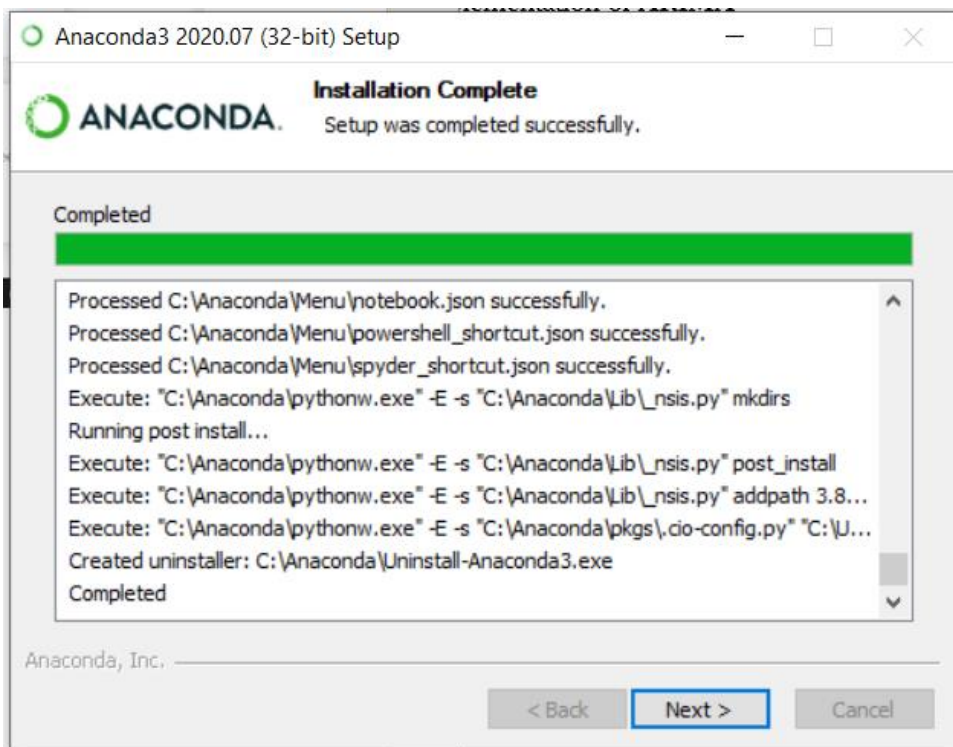 Anaconda3 2020.07 (32-bit) Setup
ANACONDA.
Installation Complete
Setup was completed successfully.
Completed
Processed C:\Anaconda\Menu\notebook.json successfully.
Processed C:\Anaconda\Menu\powershell_shortcut.json successfully.
Processed C:\Anaconda\Menu\spyder_shortcut.json successfully.
Execute: "C:\Anaconda\pythonw.exe" -E -s "C:\Anaconda\Lib\_nsis.py" mkdirs
Running post install...
Execute: "C:\Anaconda\pythonw.exe" -E -s "C:\Anaconda\Lib\_nsis.py" post_install
Execute: "C:\Anaconda\pythonw.exe" -E -s "C:\Anaconda\Lib\_nsis.py" addpath 3.8...
Execute: "C:\Anaconda\pythonw.exe" -E -s "C:\Anaconda\pkgs\.cio-config.py" "C:\U...
Created uninstaller: C:\Anaconda\Uninstall-Anaconda3.exe
Completed
Anaconda, Inc.
< Back
Next >
Cancel